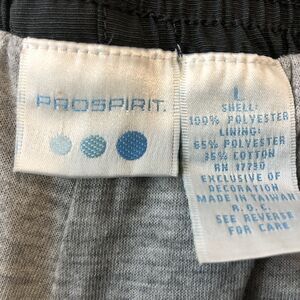 PROSPIRIT.
L
SHELL:
100% POLYESTER
LINING:
65% POLYESTER
35% COTTON
RN 17730
EXCLUSIVE OF
DECORATION
MADE IN TAIWAN
R.O.C.
SEE REVERSE
FOR CARE